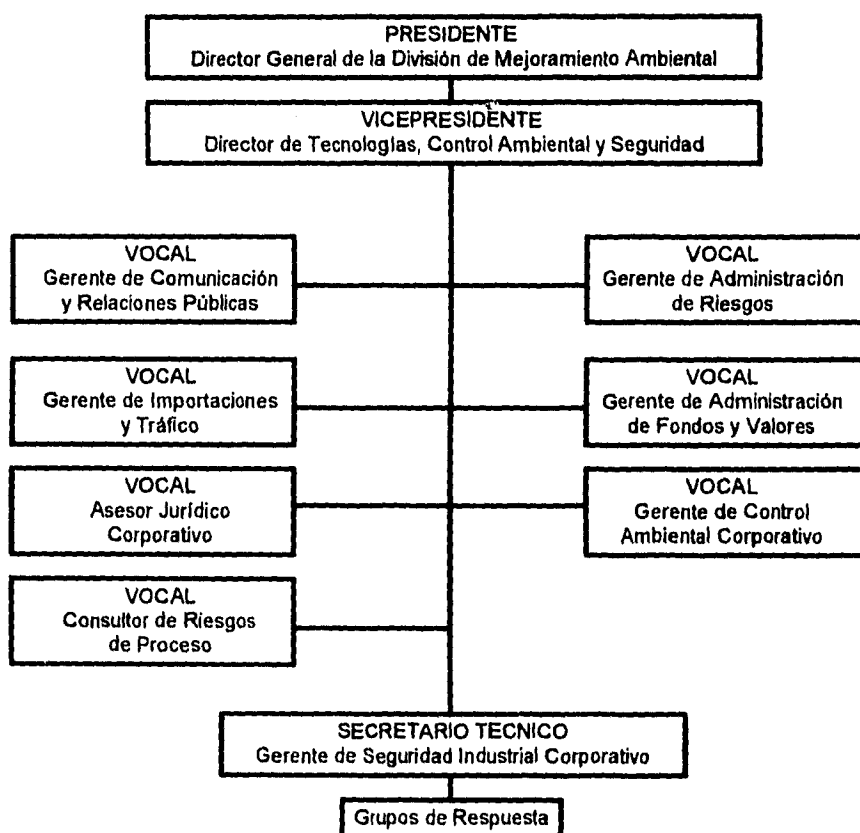 PRESIDENTE
Director General de la División de Mejoramiento Ambiental
VICEPRESIDENTE
Director de Tecnologías, Control Ambiental y Seguridad
VOCAL
Gerente de Comunicación
y Relaciones Públicas
VOCAL
Gerente de Administración
de Riesgos
VOCAL
Gerente de Importaciones
y Tráfico
VOCAL
Gerente de Administración
de Fondos y Valores
VOCAL
Asesor Jurídico
Corporativo
VOCAL
Gerente de Control
Ambiental Corporativo
VOCAL
Consultor de Riesgos
de Proceso
SECRETARIO TECNICO
Gerente de Seguridad Industrial Corporativo
Grupos de Respuesta